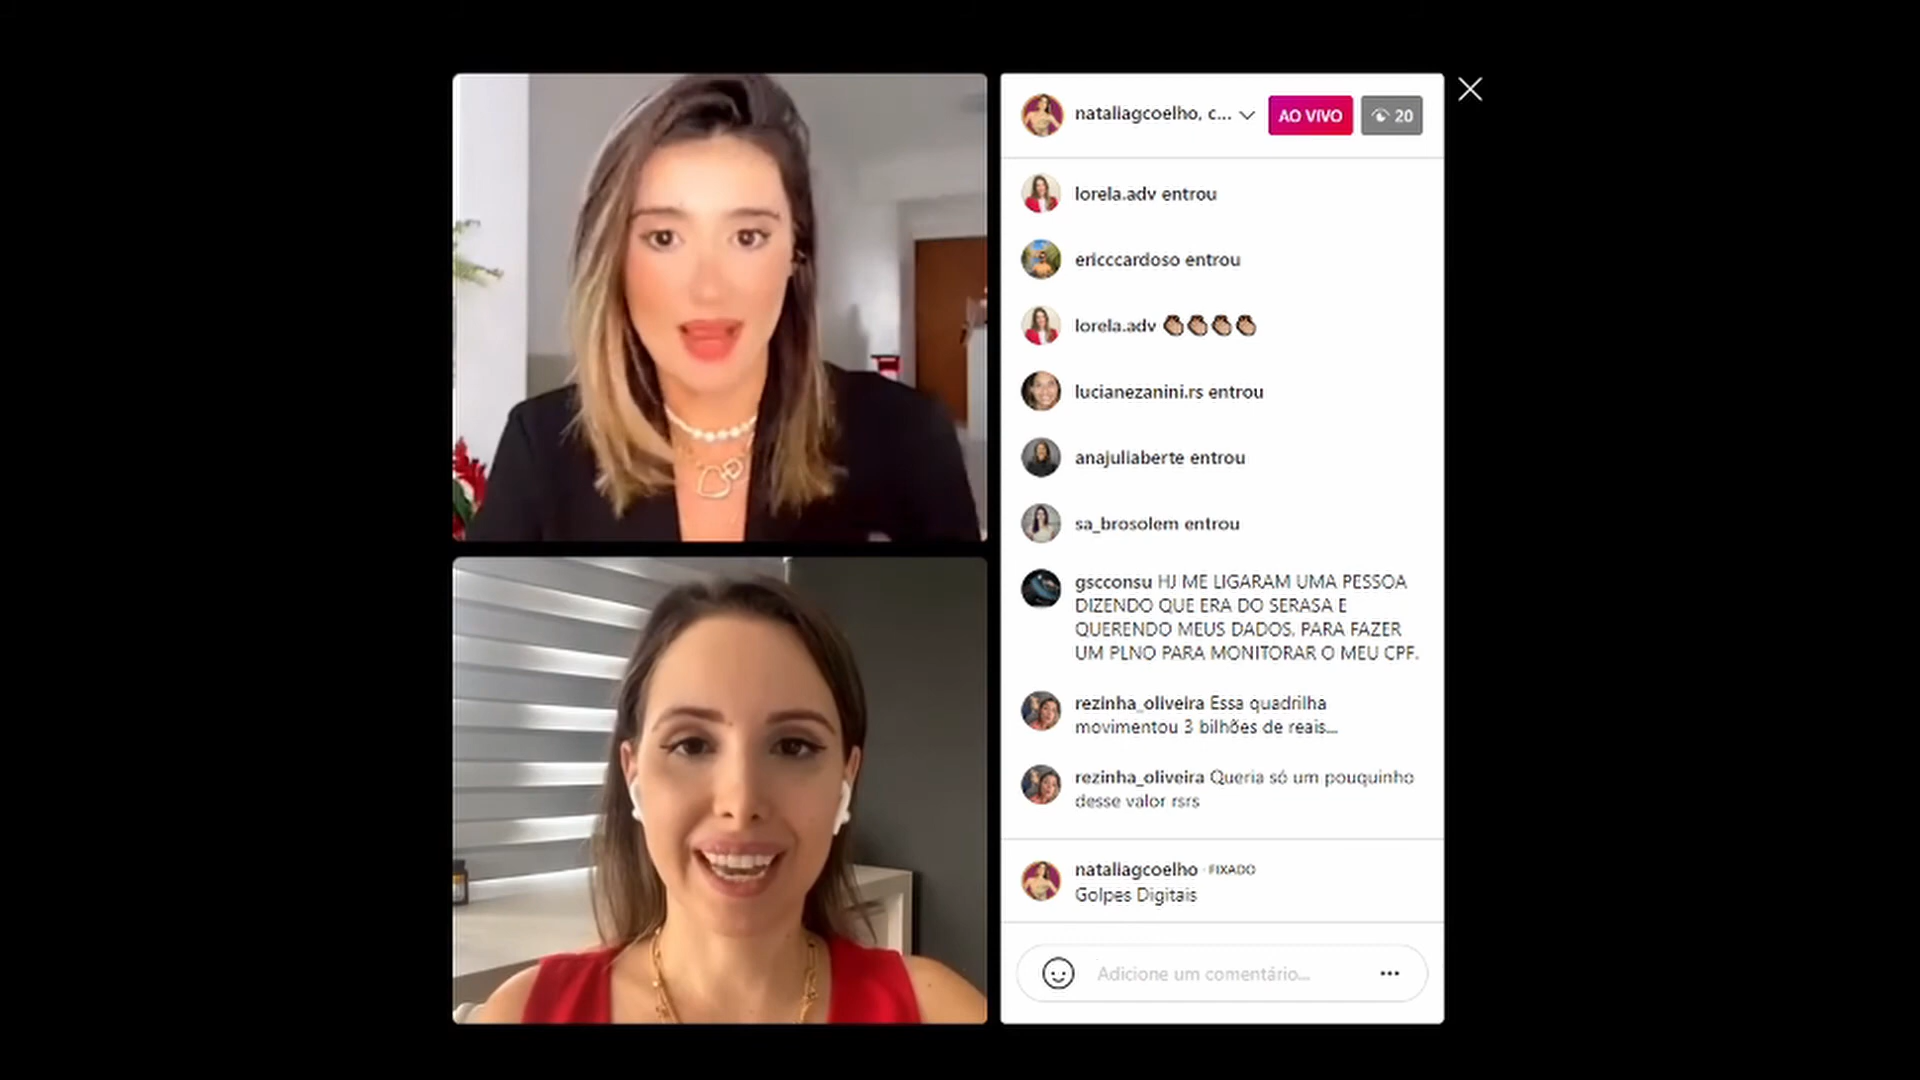 nataliagcoelho, c...
AO VIVO
20
lorela.adv entrou
ericccardoso entrou
lorela.adv 👏🏼👏🏼👏🏼👏🏼
lucianezanini.rs entrou
anajuliaberte entrou
sa_brosolem entrou
gscconsu HJ ME LIGARAM UMA PESSOA
DIZENDO QUE ERA DO SERASA E
QUERENDO MEUS DADOS, PARA FAZER
UM PLNO PARA MONITORAR O MEU CPF.
rezinha_oliveira Essa quadrilha
movimentou 3 bilhões de reais...
rezinha_oliveira Queria só um pouquinho
desse valor rsrs
nataliagcoelho · FIXADO
Golpes Digitais
Adicione um comentário...